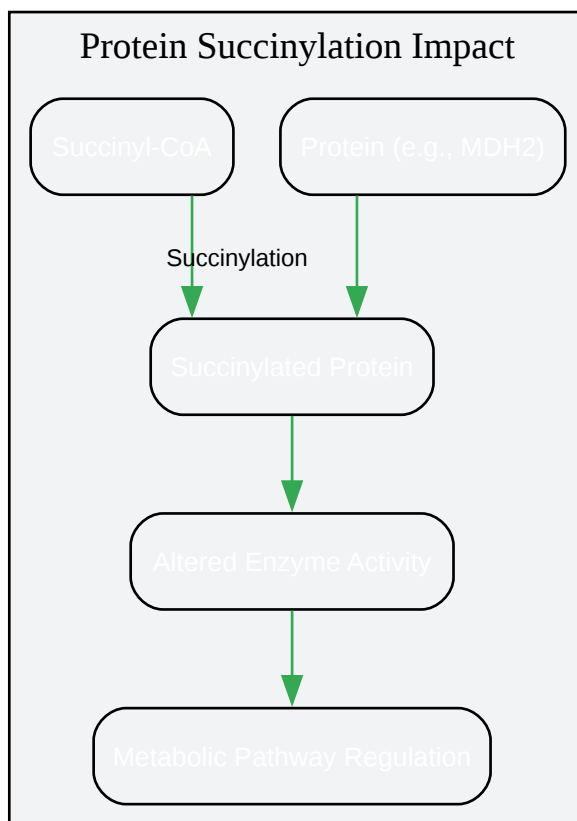 Protein Succinylation Impact
Succinyl-CoA
Protein (e.g., MDH2)
Succinylation
Succinylated Protein
Altered Enzyme Activity
Metabolic Pathway Regulation